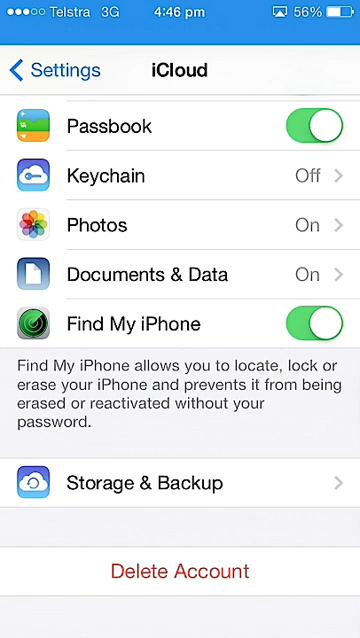 Telstra 3G 4:46 pm 56%
Settings iCloud
Passbook
Keychain Off
Photos On
Documents & Data On
Find My iPhone
Find My iPhone allows you to locate, lock or
erase your iPhone and prevents it from being
erased or reactivated without your
password.
Storage & Backup
Delete Account